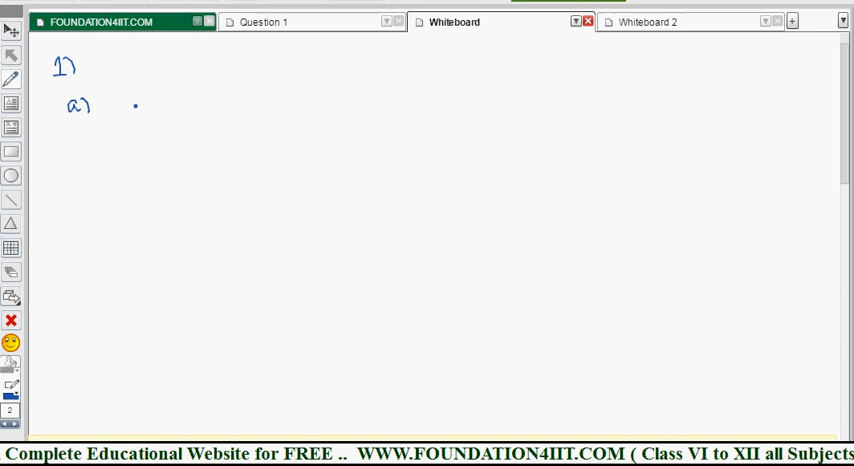 FOUNDATION4IIT.COM Question 1 Whiteboard Whiteboard 2 +
1)
a)
2
Complete Educational Website for FREE .. WWW.FOUNDATION4IIT.COM ( Class VI to XII all Subjects